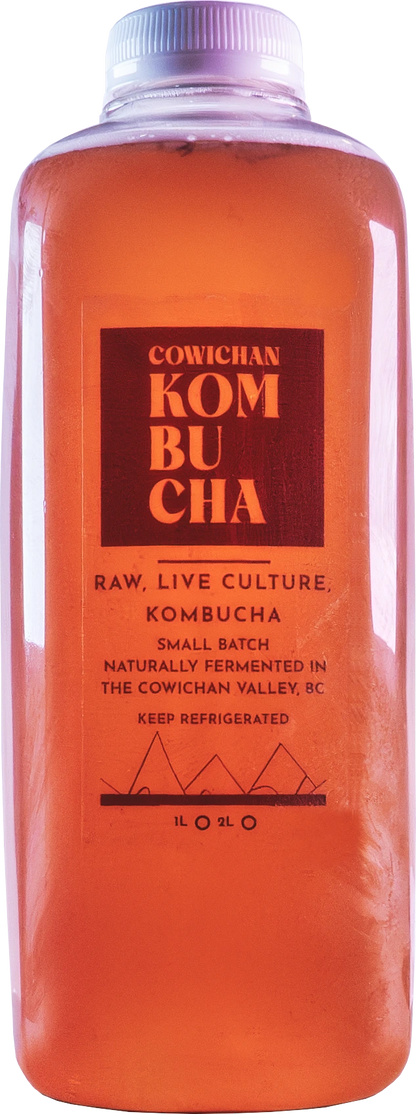 COWICHAN
KOM
BU
CHA
RAW, LIVE CULTURE,
KOMBUCHA
SMALL BATCH
NATURALLY FERMENTED IN
THE COWICHAN VALLEY, BC
KEEP REFRIGERATED
1L O 2L O